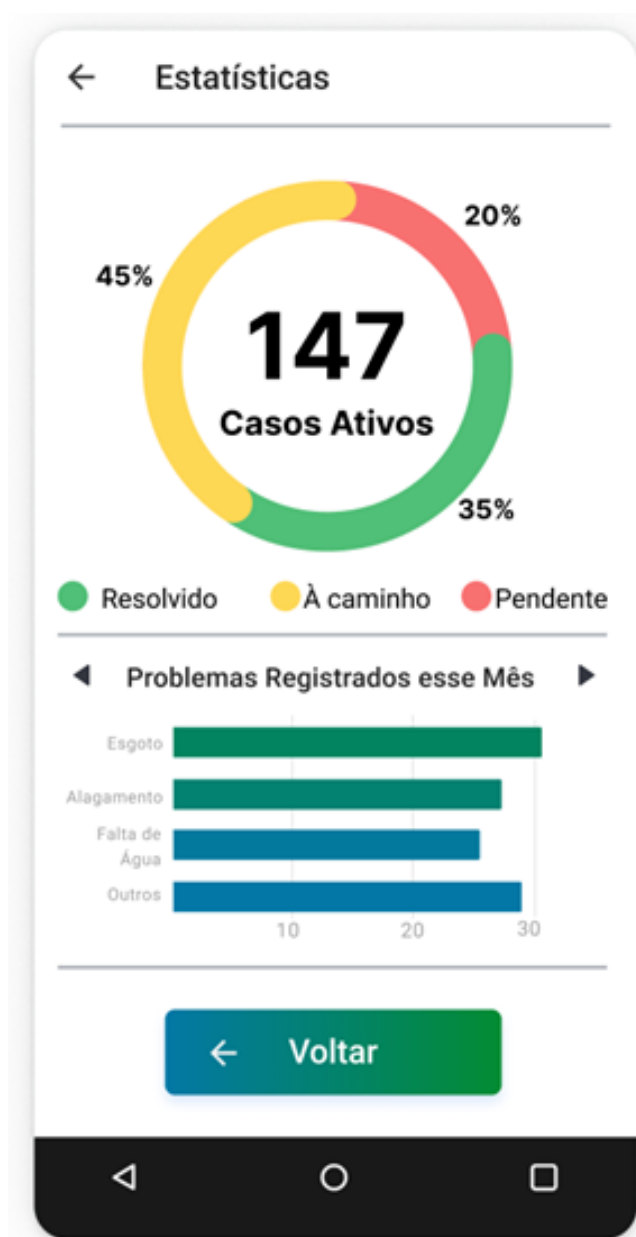 Estatísticas
20%
45%
147
Casos Ativos
35%
Resolvido
À caminho
Pendente
Problemas Registrados esse Mês
Esgoto
Alagamento
Falta de
Água
Outros
10
20
30
Voltar